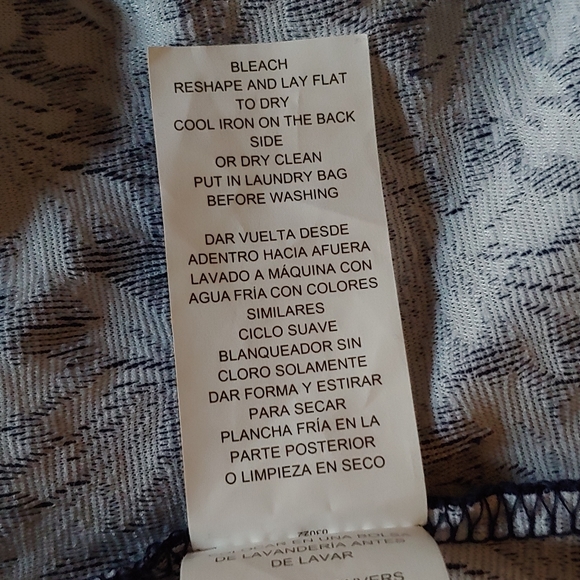 BLEACH
RESHAPE AND LAY FLAT
TO DRY
COOL IRON ON THE BACK
SIDE
OR DRY CLEAN
PUT IN LAUNDRY BAG
BEFORE WASHING
DAR VUELTA DESDE
ADENTRO HACIA AFUERA
LAVADO A MÁQUINA CON
AGUA FRÍA CON COLORES
SIMILARES
CICLO SUAVE
BLANQUEADOR SIN
CLORO SOLAMENTE
DAR FORMA Y ESTIRAR
PARA SECAR
PLANCHA FRÍA EN LA
PARTE POSTERIOR
O LIMPIEZA EN SECO
EN UNA BOLSA
DE LAVANDERÍA ANTES
DE LAVAR